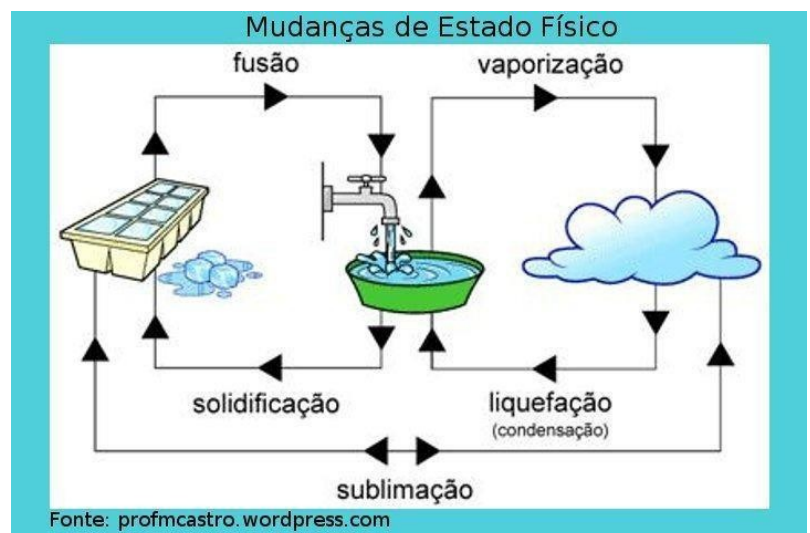 Mudanças de Estado Físico
fusão
vaporização
solidificação
liquefação
(condensação)
sublimação
Fonte: profmcastro.wordpress.com